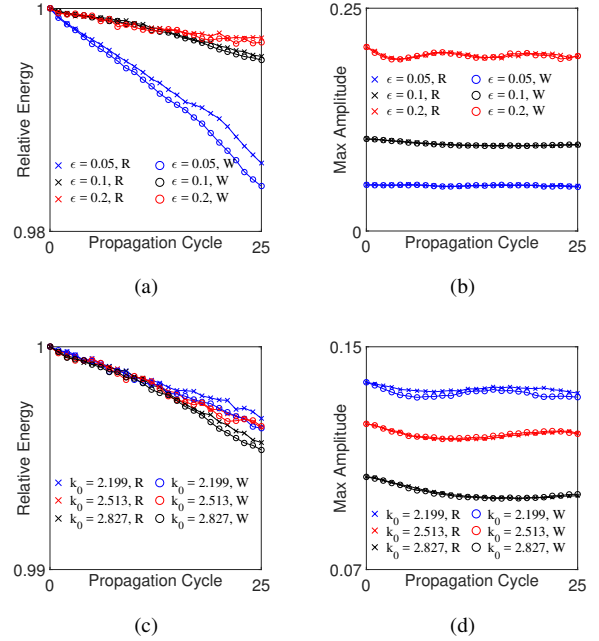 1
Relative Energy
× ϵ = 0.05, R ○ ϵ = 0.05, W
× ϵ = 0.1, R ○ ϵ = 0.1, W
× ϵ = 0.2, R ○ ϵ = 0.2, W
0.98
0 Propagation Cycle 25
(a)
0.25
Max Amplitude
× ϵ = 0.05, R ○ ϵ = 0.05, W
× ϵ = 0.1, R ○ ϵ = 0.1, W
× ϵ = 0.2, R ○ ϵ = 0.2, W
0
0 Propagation Cycle 25
(b)
1
Relative Energy
× k₀ = 2.199, R ○ k₀ = 2.199, W
× k₀ = 2.513, R ○ k₀ = 2.513, W
× k₀ = 2.827, R ○ k₀ = 2.827, W
0.99
0 Propagation Cycle 25
(c)
0.15
Max Amplitude
× k₀ = 2.199, R ○ k₀ = 2.199, W
× k₀ = 2.513, R ○ k₀ = 2.513, W
× k₀ = 2.827, R ○ k₀ = 2.827, W
0.07
0 Propagation Cycle 25
(d)